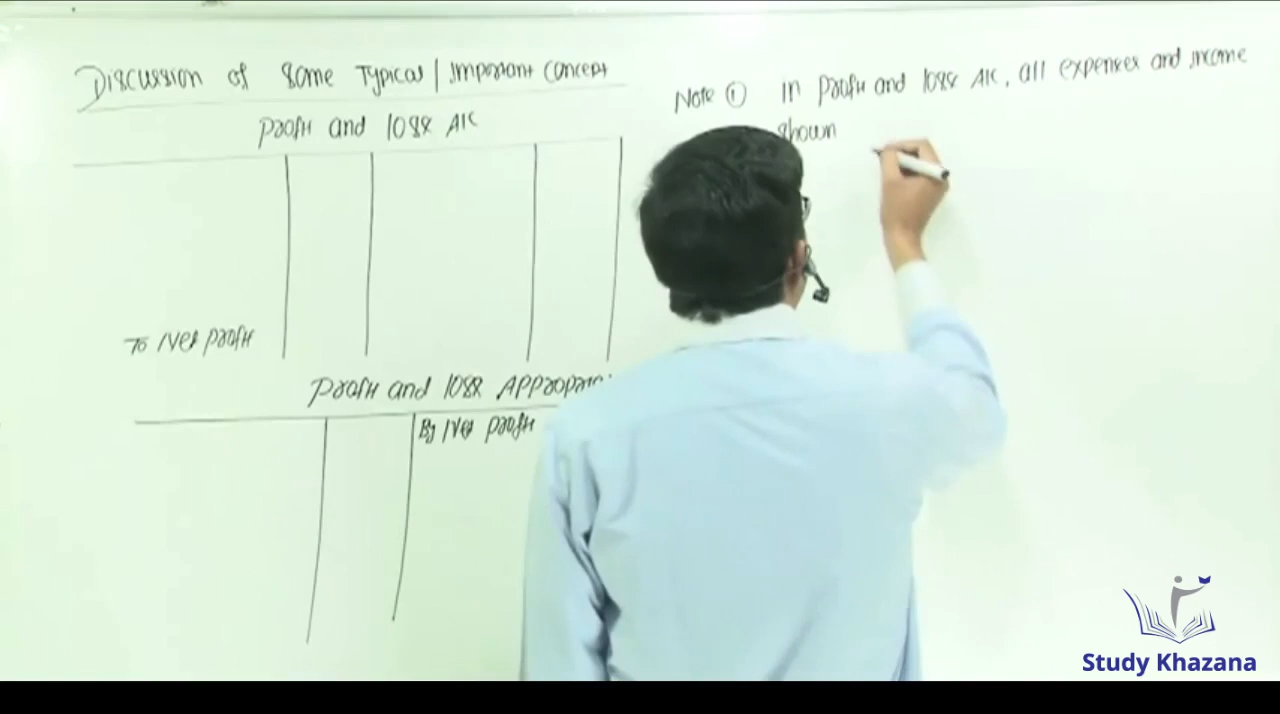 Discussion of some Typical / Important Concept
Profit and loss A/C
To Net profit
Profit and loss Appropria
By Net profit
Note ① In profit and loss A/C, all expenses and income
shown
Study Khazana